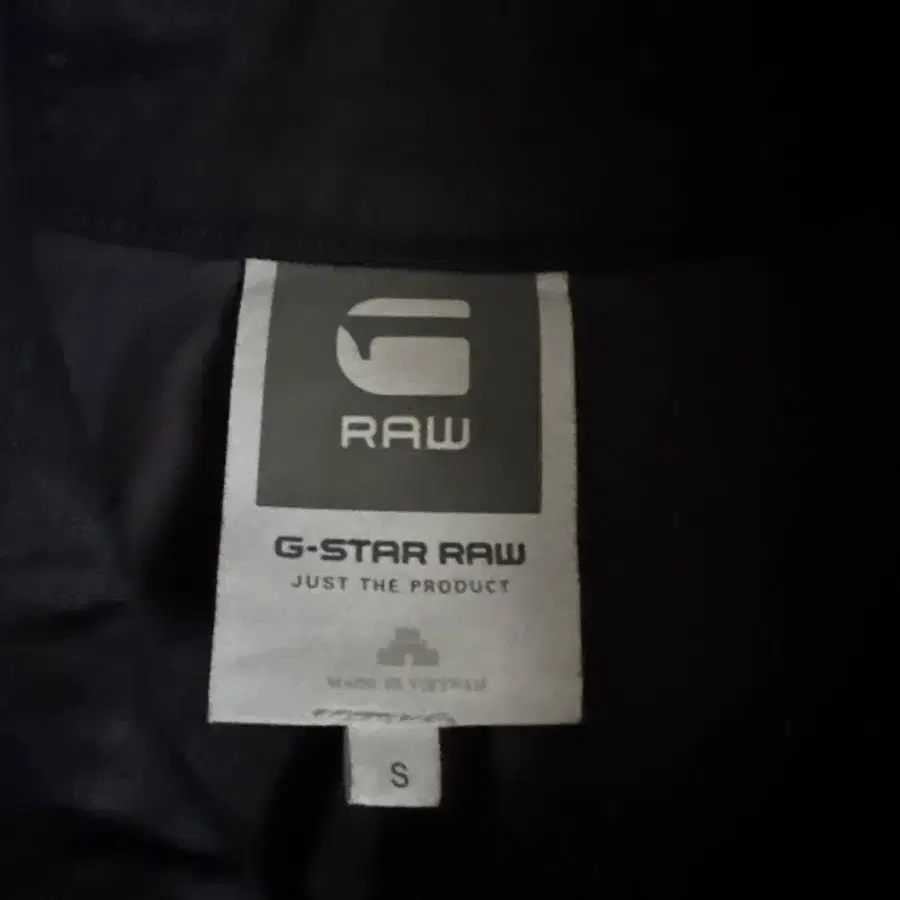 G
RAW
G-STAR RAW
JUST THE PRODUCT
MADE IN VIETNAM
S